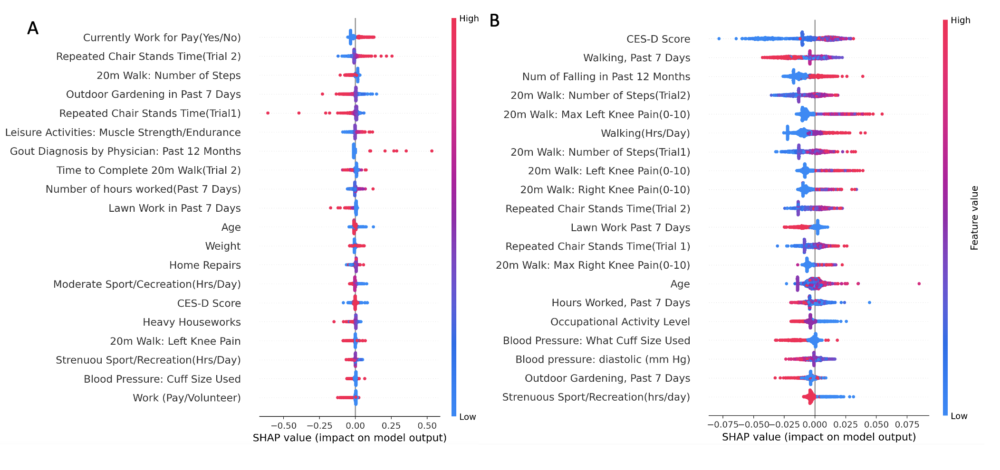 A
Currently Work for Pay(Yes/No)
Repeated Chair Stands Time(Trial 2)
20m Walk: Number of Steps
Outdoor Gardening in Past 7 Days
Repeated Chair Stands Time(Trial1)
Leisure Activities: Muscle Strength/Endurance
Gout Diagnosis by Physician: Past 12 Months
Time to Complete 20m Walk(Trial 2)
Number of hours worked(Past 7 Days)
Lawn Work in Past 7 Days
Age
Weight
Home Repairs
Moderate Sport/Cecreation(Hrs/Day)
CES-D Score
Heavy Houseworks
20m Walk: Left Knee Pain
Strenuou Sport/Recreation(Hrs/Day)
Blood Pressure: Cuff Size Used
Work (Pay/Volunteer)
−0.50 −0.25 0.00 0.25 0.50
SHAP value (impact on model output)
High
Low
B
CES-D Score
Walking, Past 7 Days
Num of Falling in Past 12 Months
20m Walk: Number of Steps(Trial2)
20m Walk: Max Left Knee Pain(0-10)
Walking(Hrs/Day)
20m Walk: Number of Steps(Trial1)
20m Walk: Left Knee Pain(0-10)
20m Walk: Right Knee Pain(0-10)
Repeated Chair Stands Time(Trial 2)
Lawn Work Past 7 Days
Repeated Chair Stands Time(Trial 1)
20m Walk: Max Right Knee Pain(0-10)
Age
Hours Worked, Past 7 Days
Occupational Activity Level
Blood Pressure: What Cuff Size Used
Blood pressure: diastolic (mm Hg)
Outdoor Gardening, Past 7 Days
Strenuous Sport/Recreation(hrs/day)
−0.075 −0.050 −0.025 0.000 0.025 0.050 0.075
SHAP value (impact on model output)
High
Low
Feature value